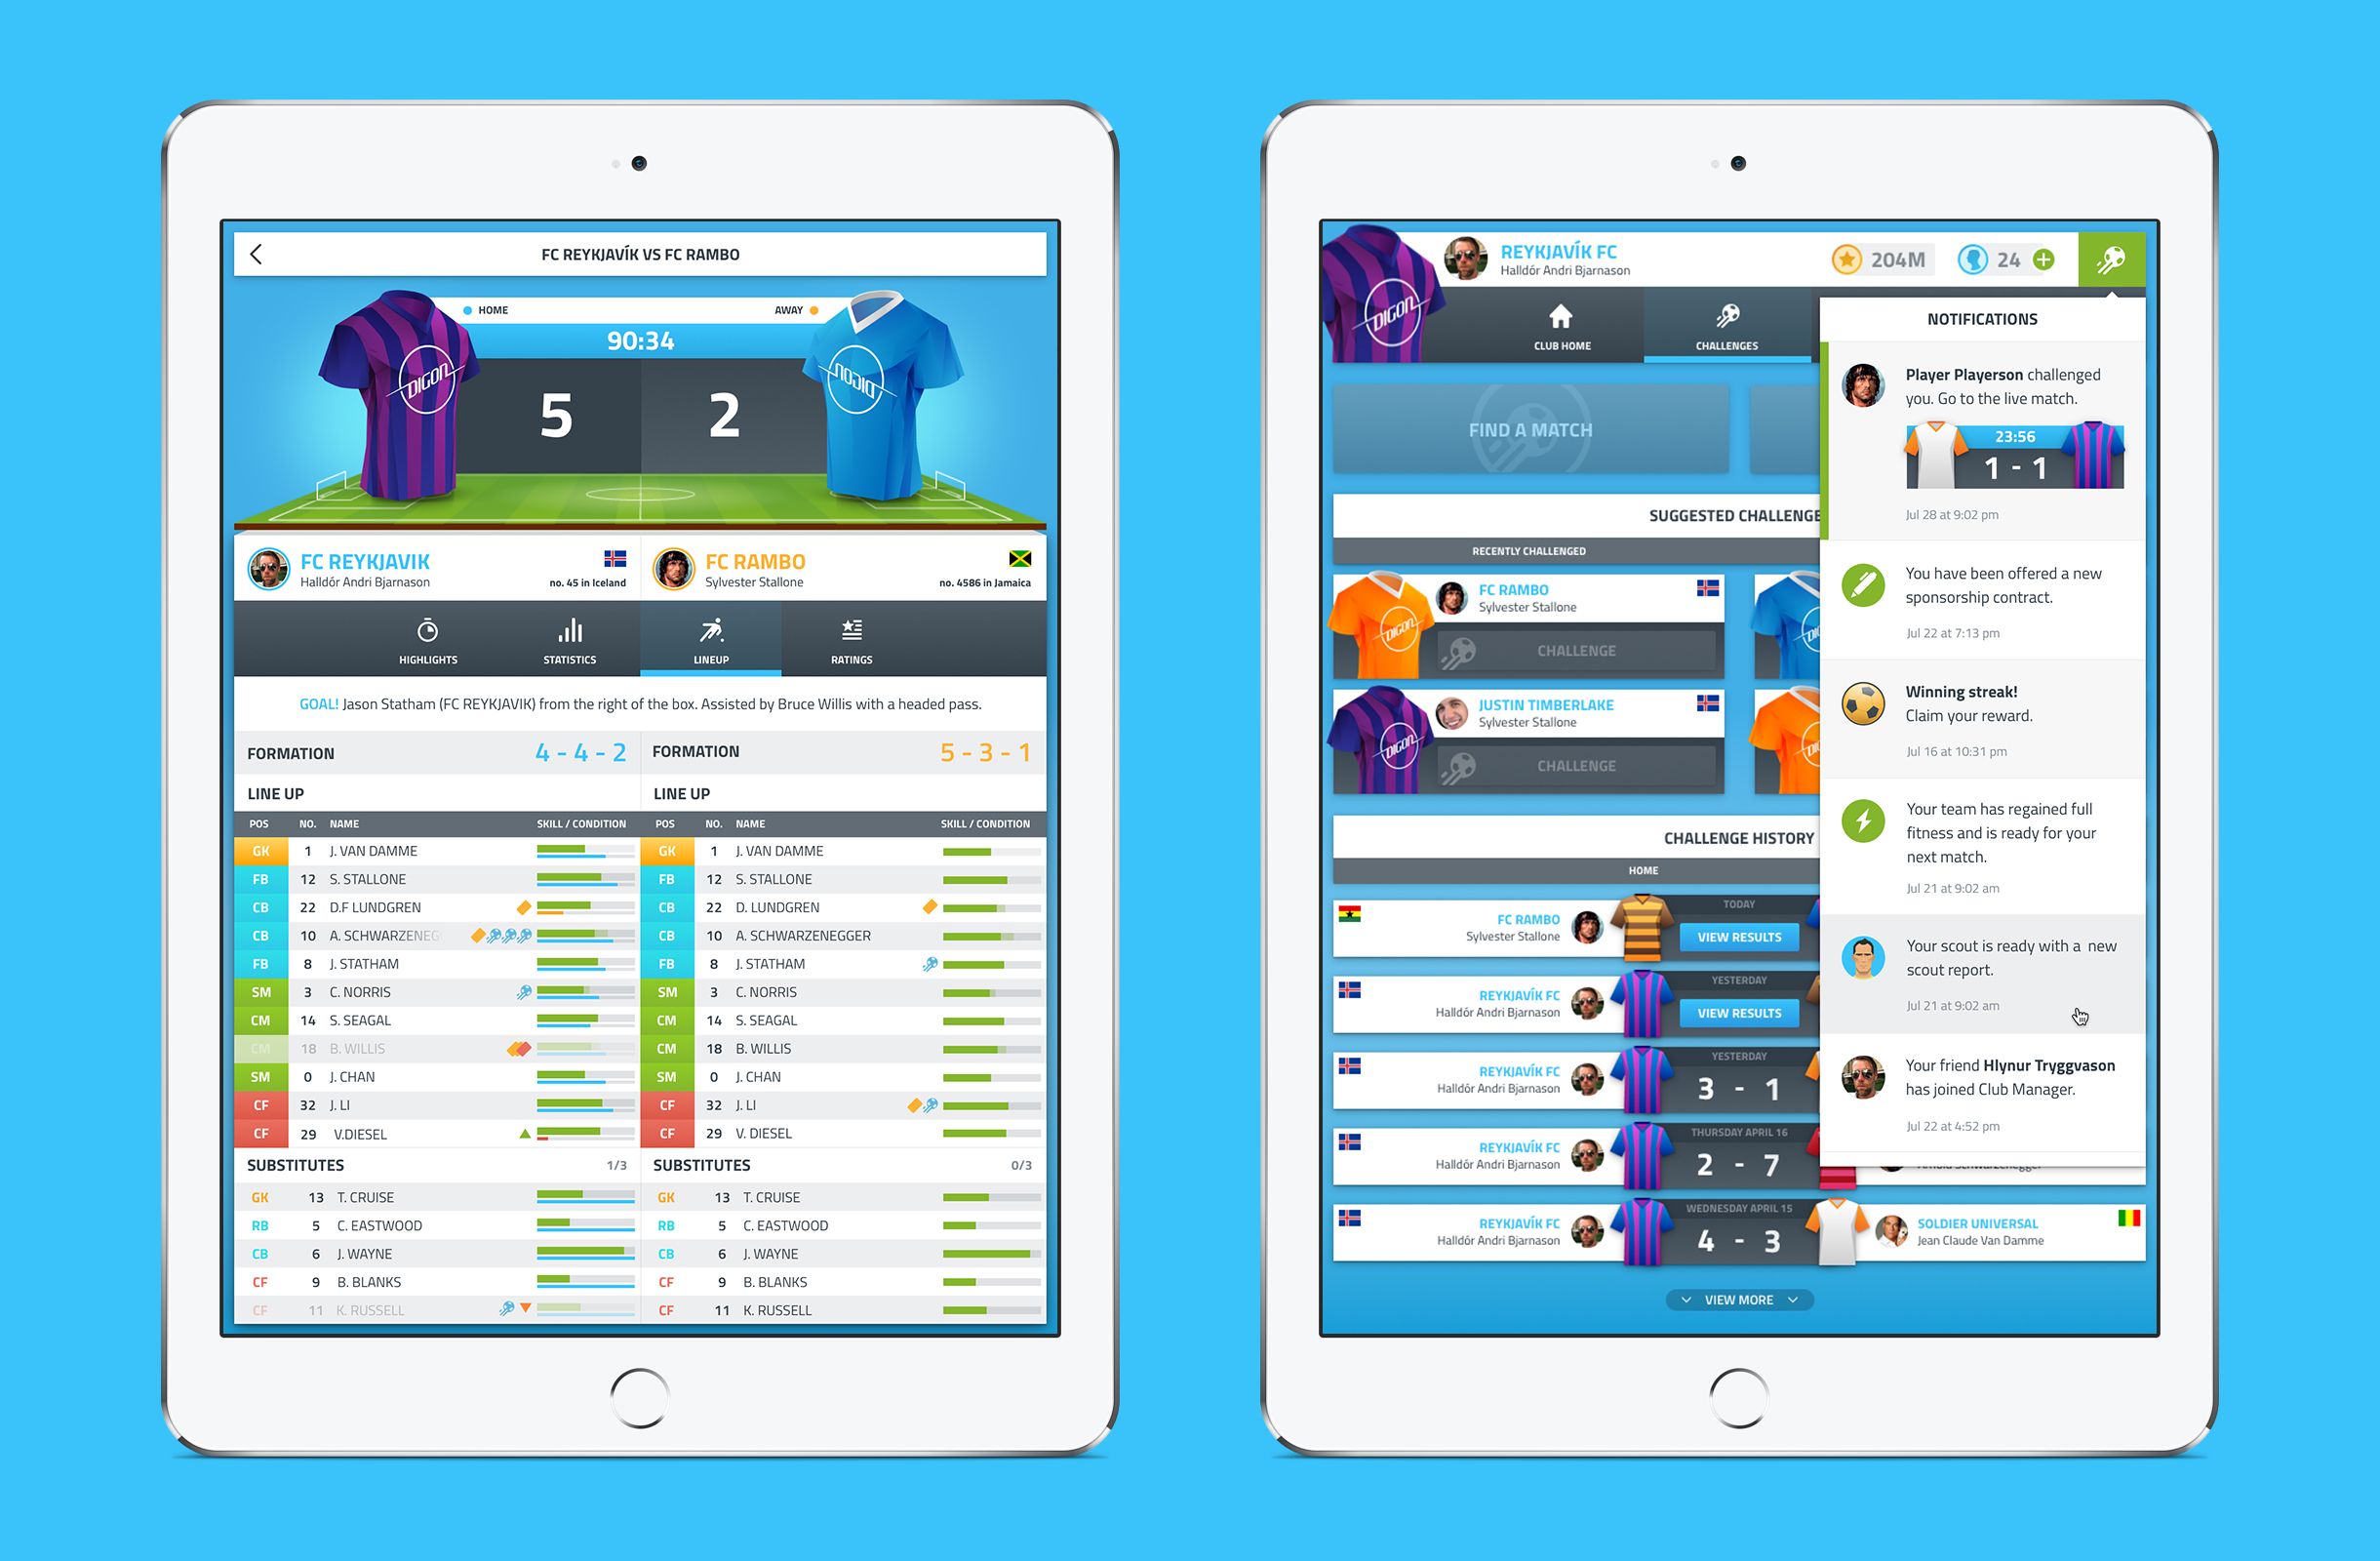 FC REYKJAVÍK VS FC RAMBO
HOME
AWAY
90:34
5
2
DIGON
DIGON
FC REYKJAVIK
Halldór Andri Bjarnason
no. 45 in Iceland
FC RAMBO
Sylvester Stallone
no. 4586 in Jamaica
HIGHLIGHTS
STATISTICS
LINEUP
RATINGS
GOAL! Jason Statham (FC REYKJAVIK) from the right of the box. Assisted by Bruce Willis with a headed pass.
FORMATION 4 - 4 - 2
FORMATION 5 - 3 - 1
LINE UP
LINE UP
POS NO. NAME SKILL / CONDITION
POS NO. NAME SKILL / CONDITION
GK 1 J. VAN DAMME
GK 1 J. VAN DAMME
FB 12 S. STALLONE
FB 12 S. STALLONE
CB 22 D.F LUNDGREN
CB 22 D. LUNDGREN
CB 10 A. SCHWARZENEG
CB 10 A. SCHWARZENEGGER
FB 8 J. STATHAM
FB 8 J. STATHAM
SM 3 C. NORRIS
SM 3 C. NORRIS
CM 14 S. SEAGAL
CM 14 S. SEAGAL
CM 18 B. WILLIS
CM 18 B. WILLIS
SM 0 J. CHAN
SM 0 J. CHAN
CF 32 J. LI
CF 32 J. LI
CF 29 V.DIESEL
CF 29 V. DIESEL
SUBSTITUTES 1/3
SUBSTITUTES 0/3
GK 13 T. CRUISE
GK 13 T. CRUISE
RB 5 C. EASTWOOD
RB 5 C. EASTWOOD
CB 6 J. WAYNE
CB 6 J. WAYNE
CF 9 B. BLANKS
CF 9 B. BLANKS
CF 11 K. RUSSELL
CF 11 K. RUSSELL
DIGON
REYKJAVÍK FC
Halldór Andri Bjarnason
204M
24
CLUB HOME
CHALLENGES
FIND A MATCH
SUGGESTED CHALLENGE
RECENTLY CHALLENGED
DIGON
FC RAMBO
Sylvester Stallone
CHALLENGE
DIGON
JUSTIN TIMBERLAKE
Sylvester Stallone
CHALLENGE
CHALLENGE HISTORY
HOME
FC RAMBO
Sylvester Stallone
TODAY
VIEW RESULTS
REYKJAVÍK FC
Halldór Andri Bjarnason
YESTERDAY
VIEW RESULTS
REYKJAVÍK FC
Halldór Andri Bjarnason
YESTERDAY
3 - 1
REYKJAVÍK FC
Halldór Andri Bjarnason
THURSDAY APRIL 16
2 - 7
REYKJAVÍK FC
Halldór Andri Bjarnason
WEDNESDAY APRIL 15
4 - 3
SOLDIER UNIVERSAL
Jean Claude Van Damme
VIEW MORE
NOTIFICATIONS
Player Playerson challenged
you. Go to the live match.
23:56
1 - 1
Jul 28 at 9:02 pm
You have been offered a new
sponsorship contract.
Jul 22 at 7:13 pm
Winning streak!
Claim your reward.
Jul 16 at 10:31 pm
Your team has regained full
fitness and is ready for your
next match.
Jul 21 at 9:02 am
Your scout is ready with a new
scout report.
Jul 21 at 9:02 am
Your friend Hlynur Tryggvason
has joined Club Manager.
Jul 22 at 4:52 pm